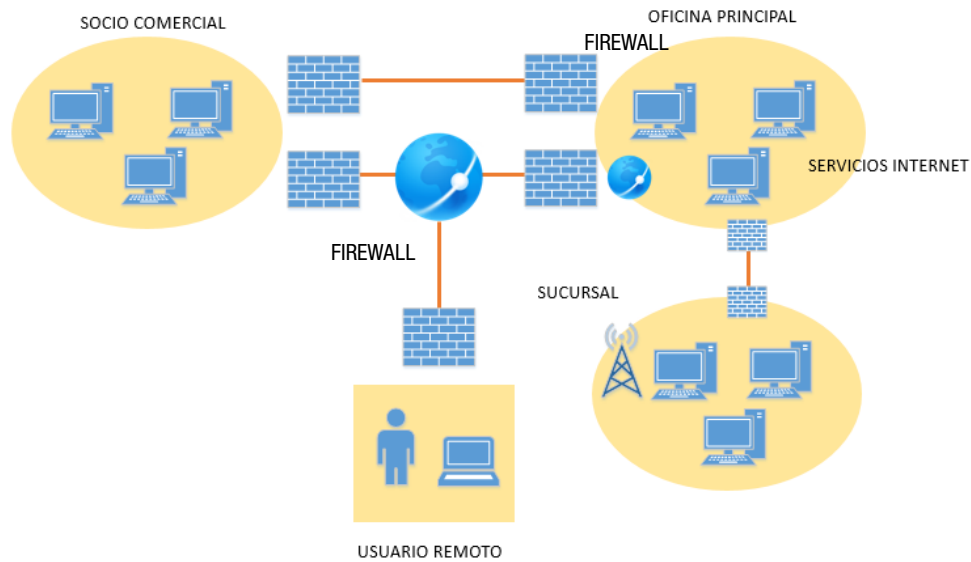 SOCIO COMERCIAL
OFICINA PRINCIPAL
FIREWALL
SERVICIOS INTERNET
FIREWALL
SUCURSAL
USUARIO REMOTO